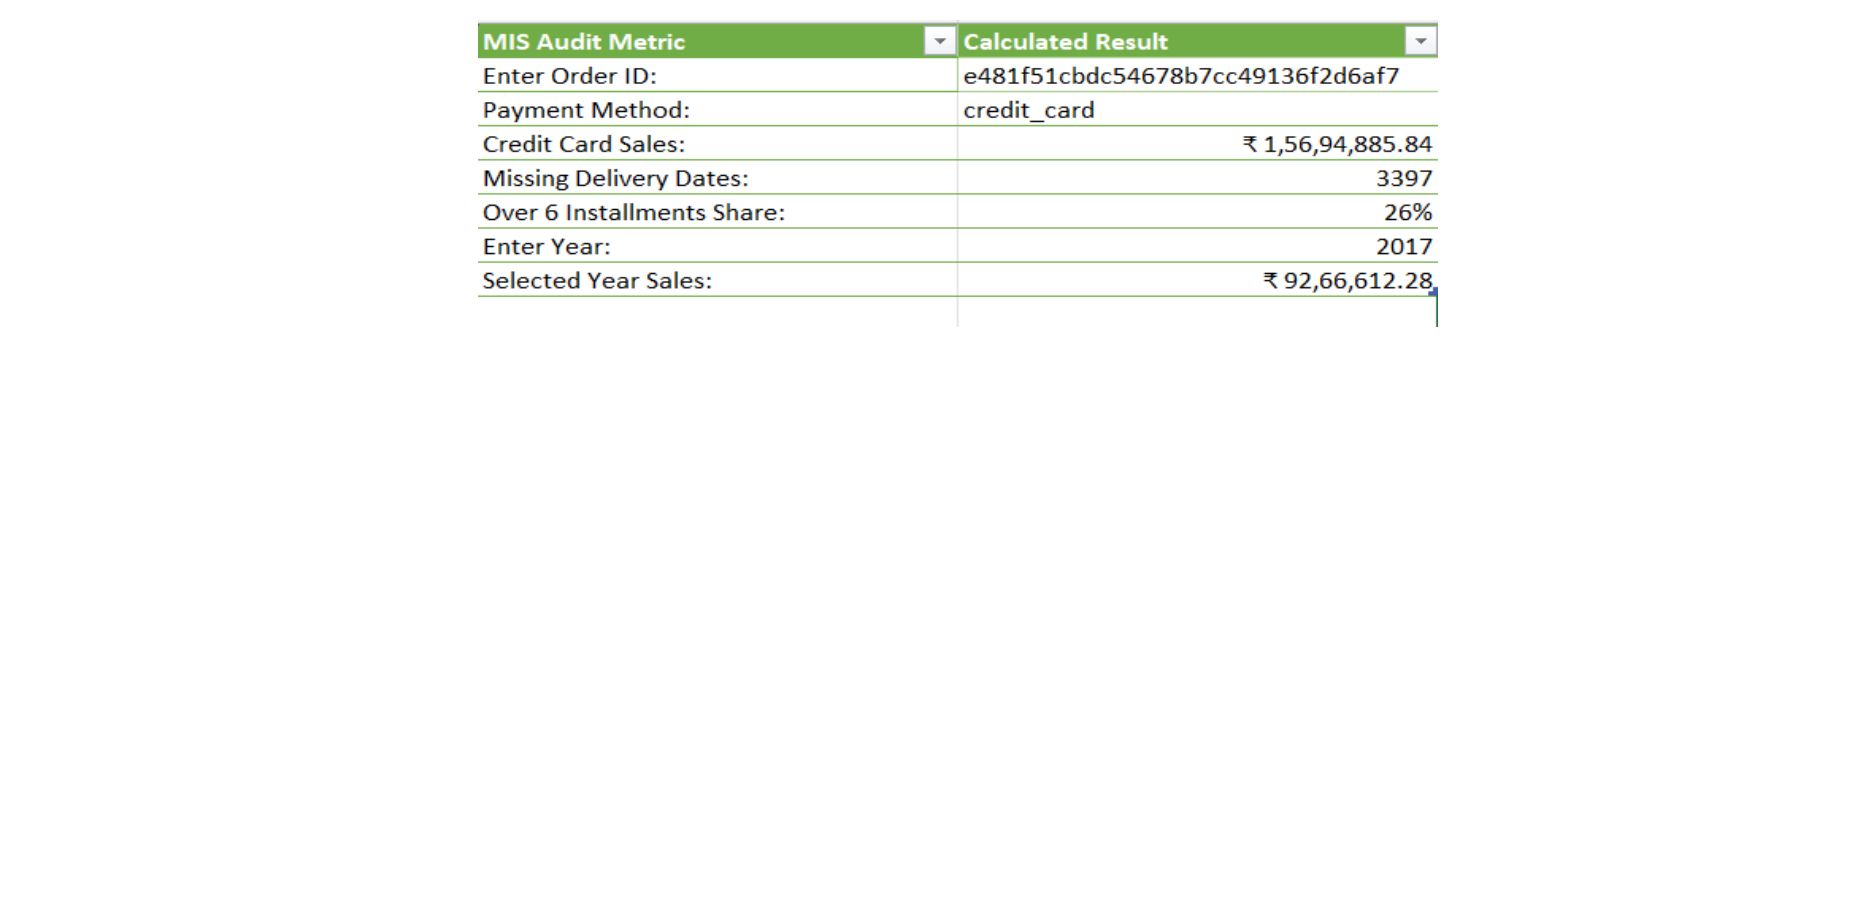 MIS Audit Metric Calculated Result
Enter Order ID: e481f51cbdc54678b7cc49136f2d6af7
Payment Method: credit_card
Credit Card Sales: ₹ 1,56,94,885.84
Missing Delivery Dates: 3397
Over 6 Installments Share: 26%
Enter Year: 2017
Selected Year Sales: ₹ 92,66,612.28